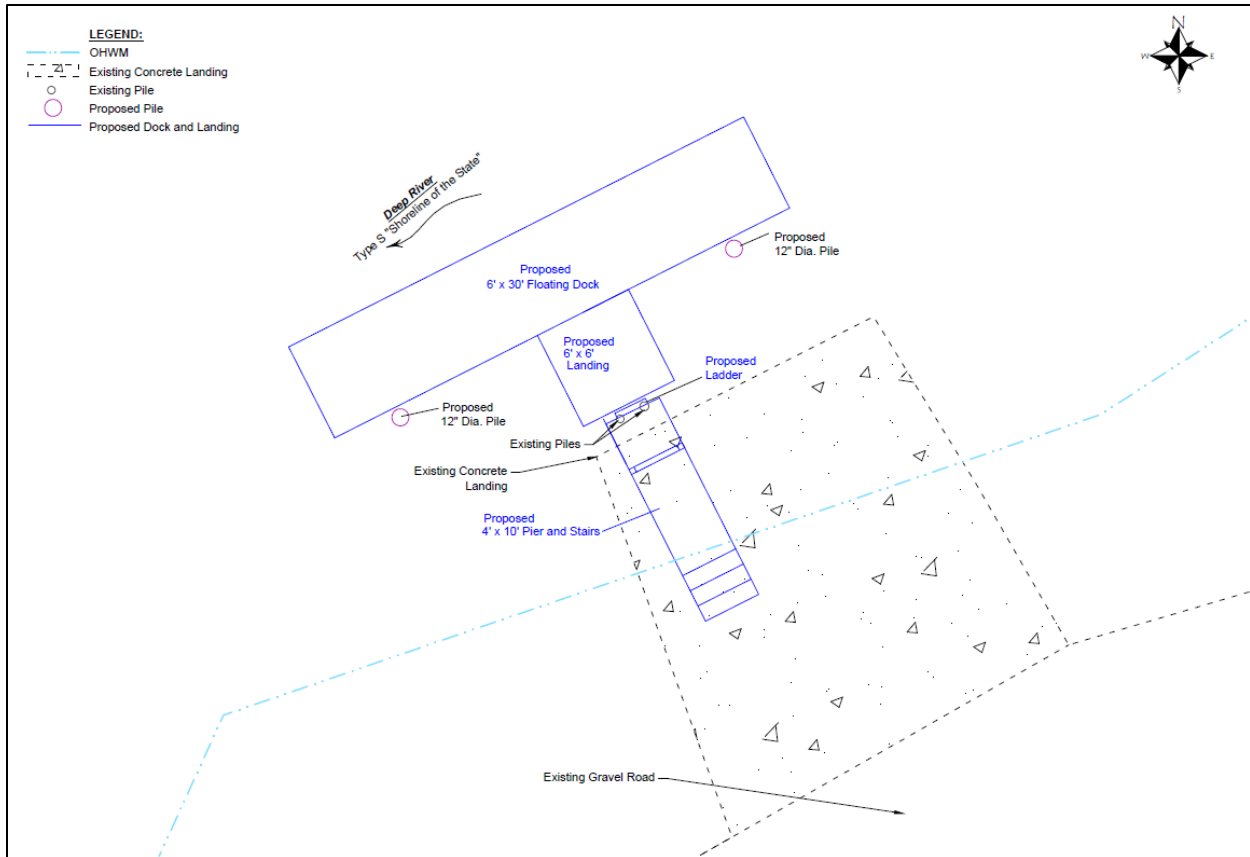 LEGEND:
OHWM
Existing Concrete Landing
Existing Pile
Proposed Pile
Proposed Dock and Landing
N
W
E
S
Deep River
Type S "Shoreline of the State"
Proposed
12" Dia. Pile
Proposed
6' x 30' Floating Dock
Proposed
6' x 6'
Landing
Proposed
Ladder
Proposed
12" Dia. Pile
Existing Piles
Existing Concrete
Landing
Proposed
4' x 10' Pier and Stairs
Existing Gravel Road